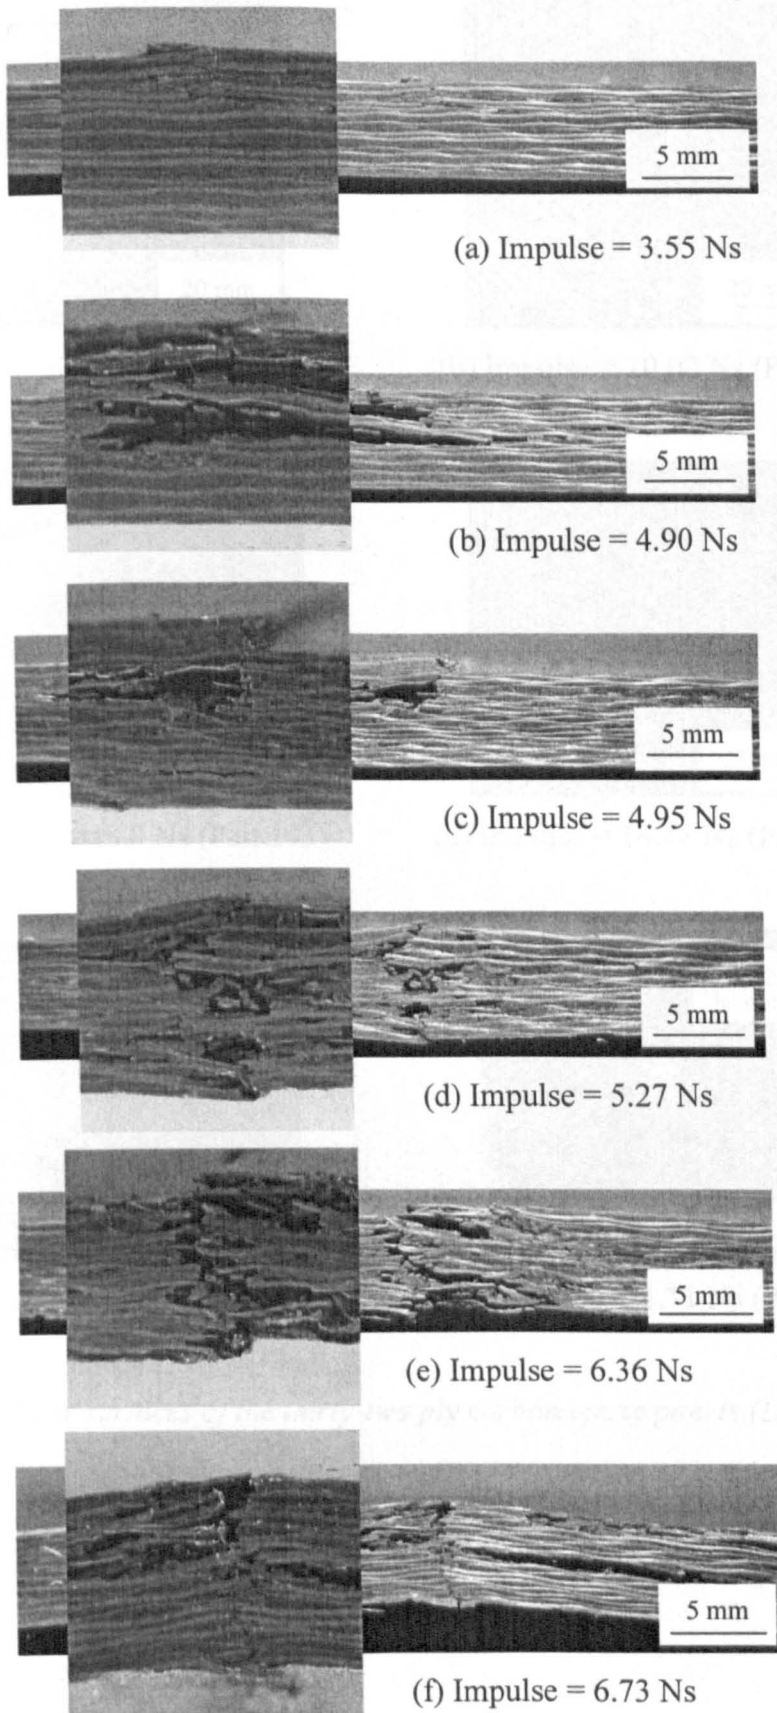 5 mm
(a) Impulse = 3.55 Ns
5 mm
(b) Impulse = 4.90 Ns
5 mm
(c) Impulse = 4.95 Ns
5 mm
(d) Impulse = 5.27 Ns
5 mm
(e) Impulse = 6.36 Ns
5 mm
(f) Impulse = 6.73 Ns